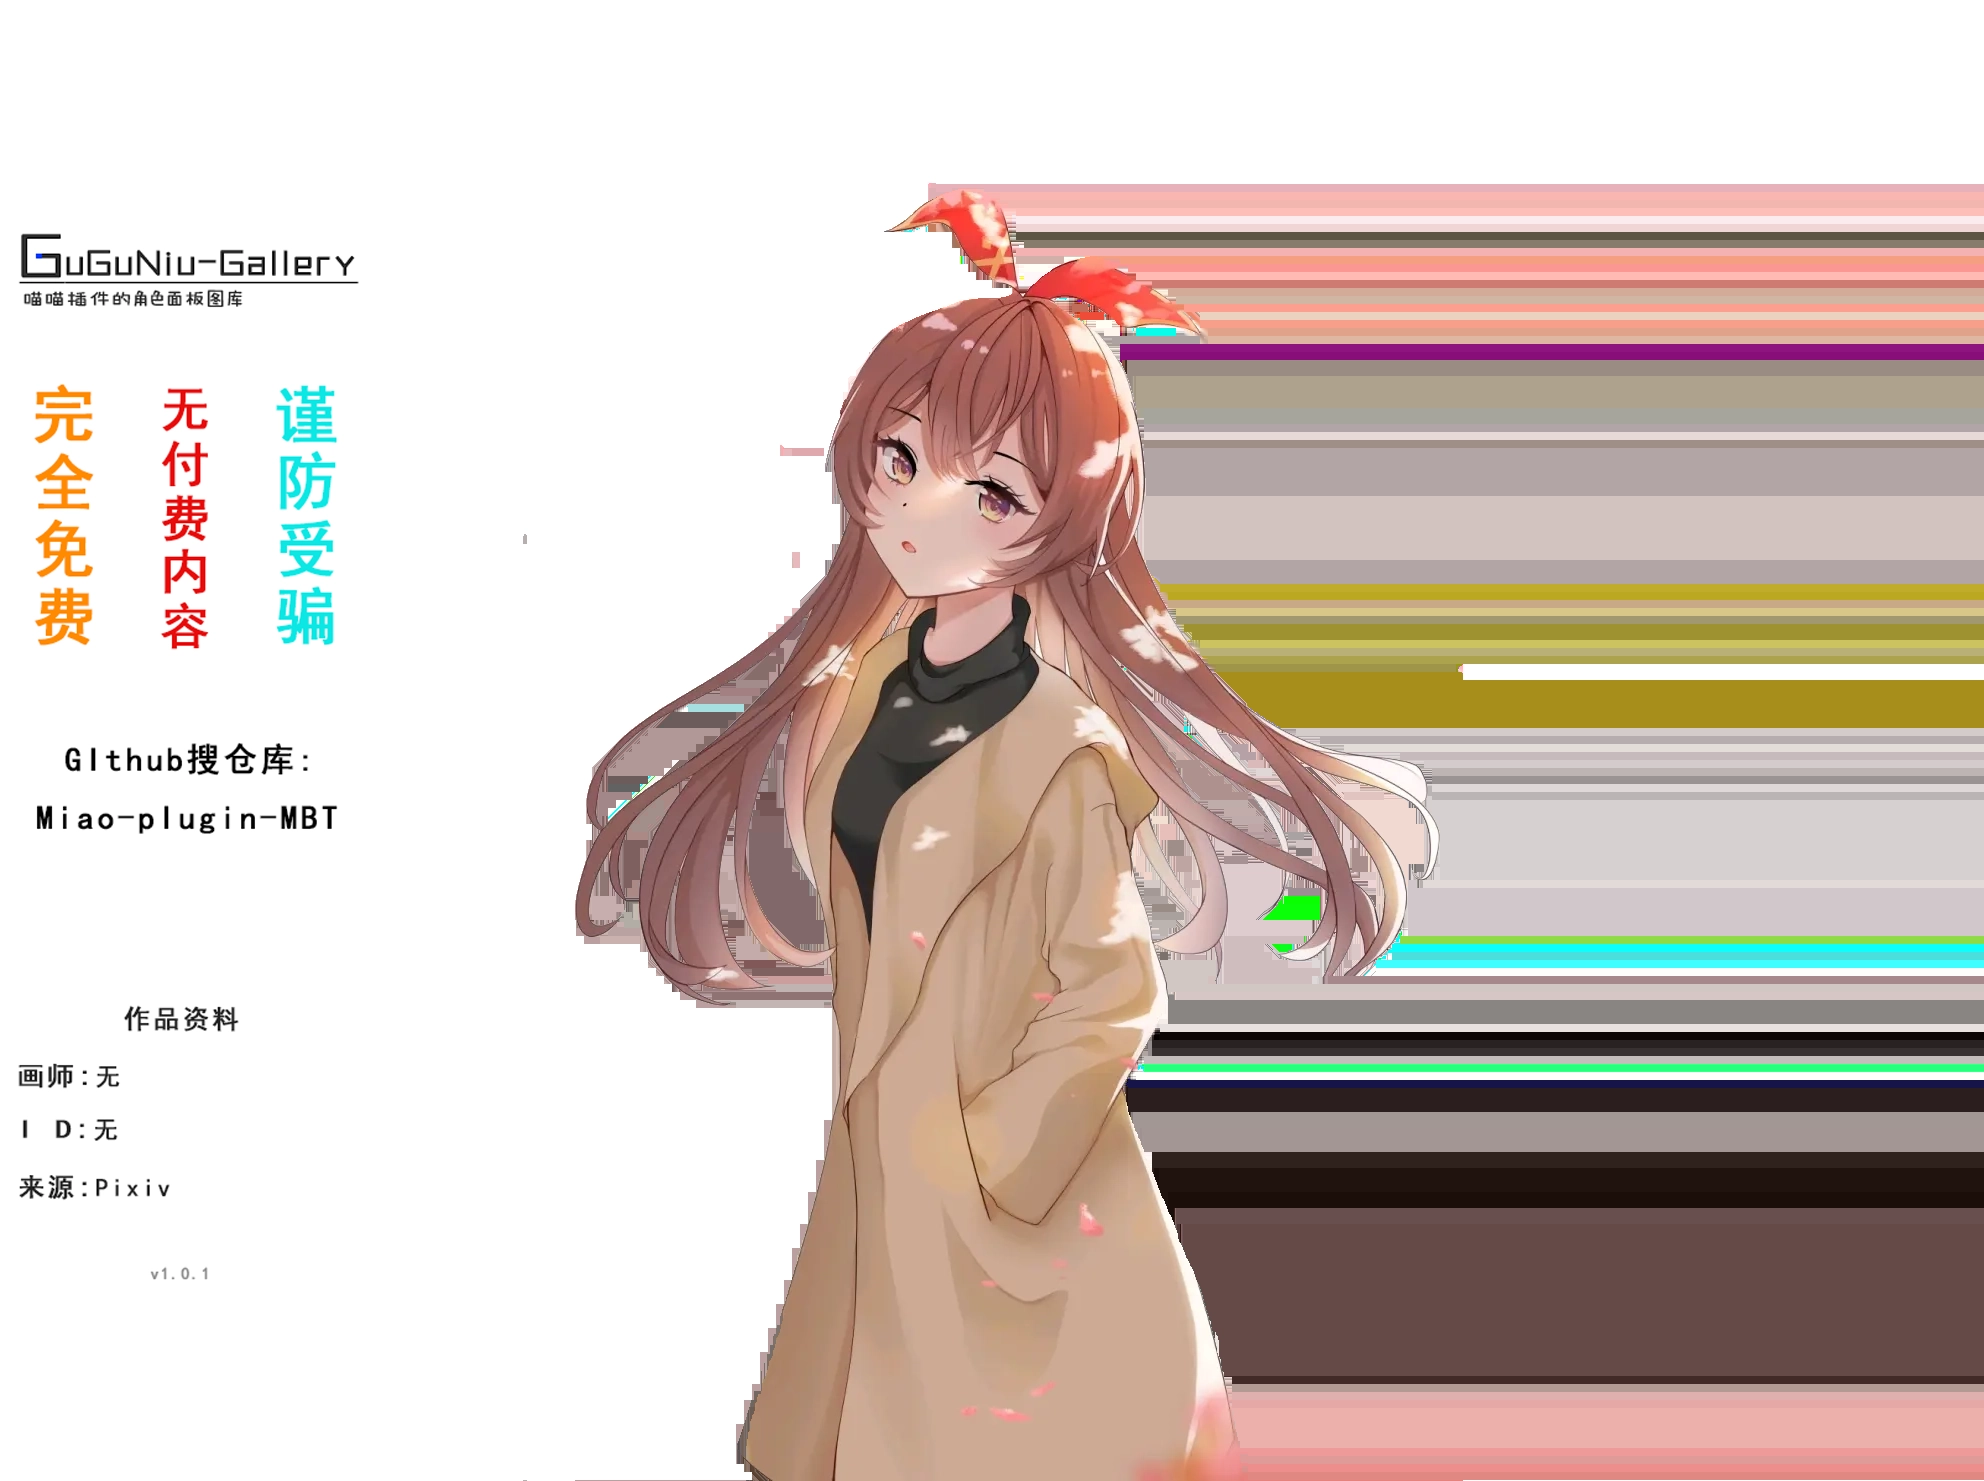 GuGuNiu-Gallery
喵喵插件的角色面板图库
完全免费
无付费内容
谨防受骗
GIthub搜仓库:
Miao-plugin-MBT
作品资料
画师:无
I D:无
来源:Pixiv
v1.0.1